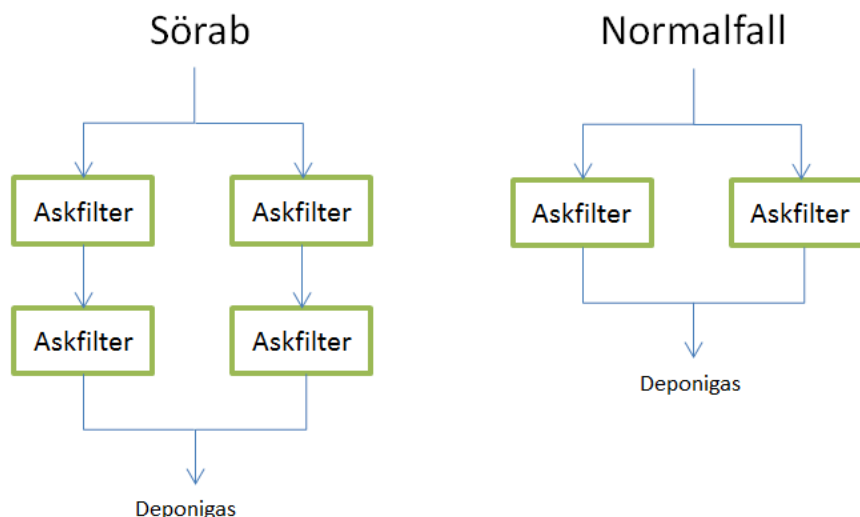 Sörab
Askfilter
Askfilter
Askfilter
Askfilter
Deponigas
Normalfall
Askfilter
Askfilter
Deponigas